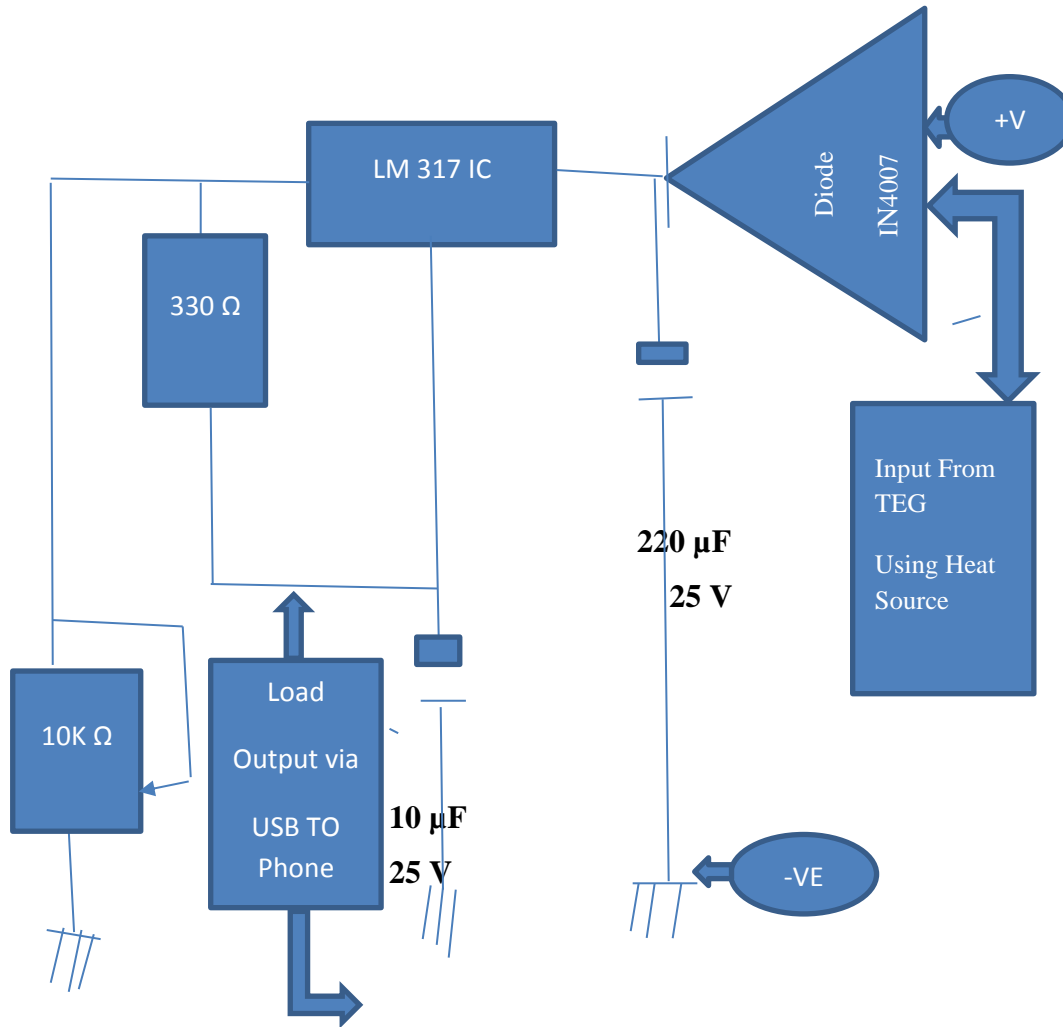 +V
LM 317 IC
Diode
IN4007
330 Ω
Input From
TEG
Using Heat
Source
220 µF
25 V
Load
Output via
USB TO
Phone
10K Ω
10 µF
25 V
-VE